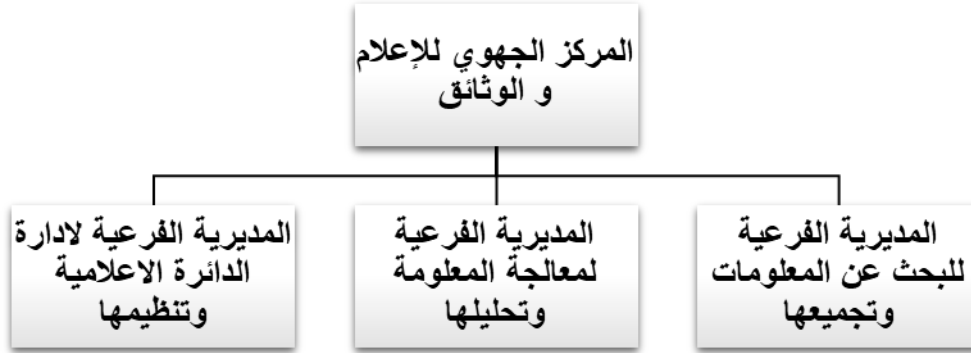 المركز الجهوي للإعلام
و الوثائق
المديرية الفرعية
للبحث عن المعلومات
وتجميعها
المديرية الفرعية
لمعالجة المعلومة
وتحليلها
المديرية الفرعية لادارة
الدائرة الاعلامية
وتنظيمها